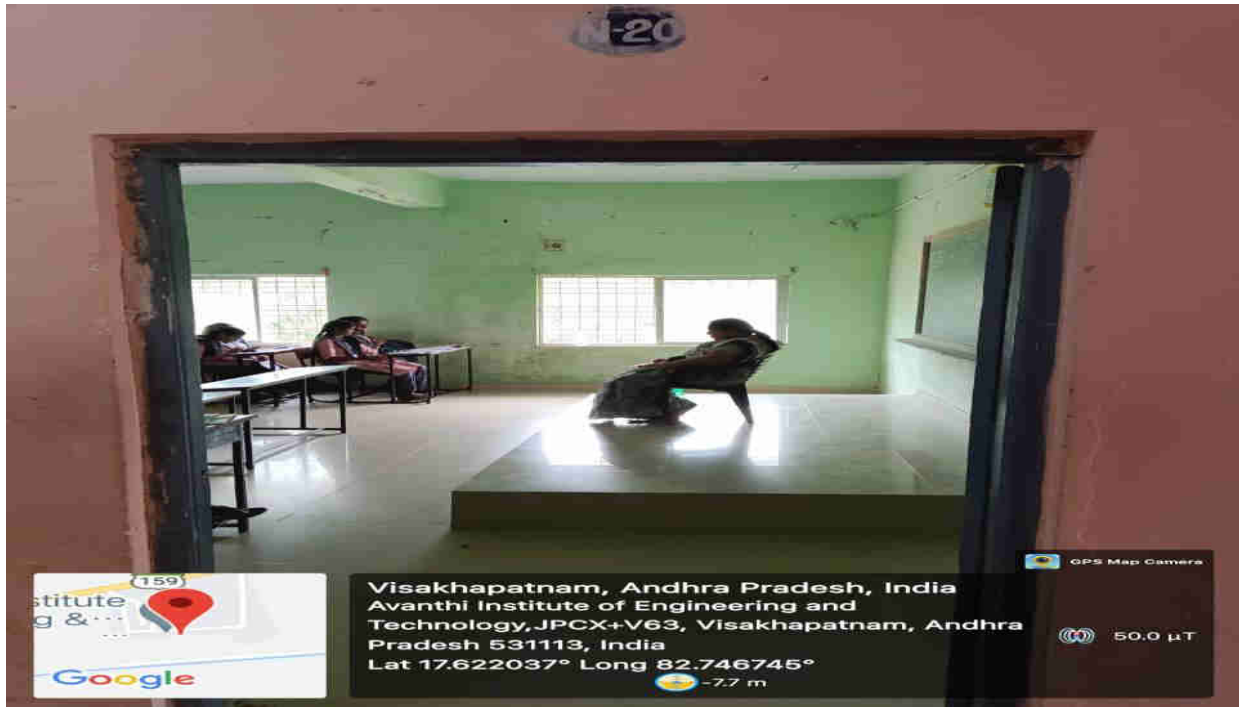 N-20
159
stitute
g & ...
...
Google
GPS Map Camera
Visakhapatnam, Andhra Pradesh, India
Avanthi Institute of Engineering and
Technology,JPCX+V63, Visakhapatnam, Andhra
Pradesh 531113, India
Lat 17.622037° Long 82.746745°
-7.7 m
50.0 µT